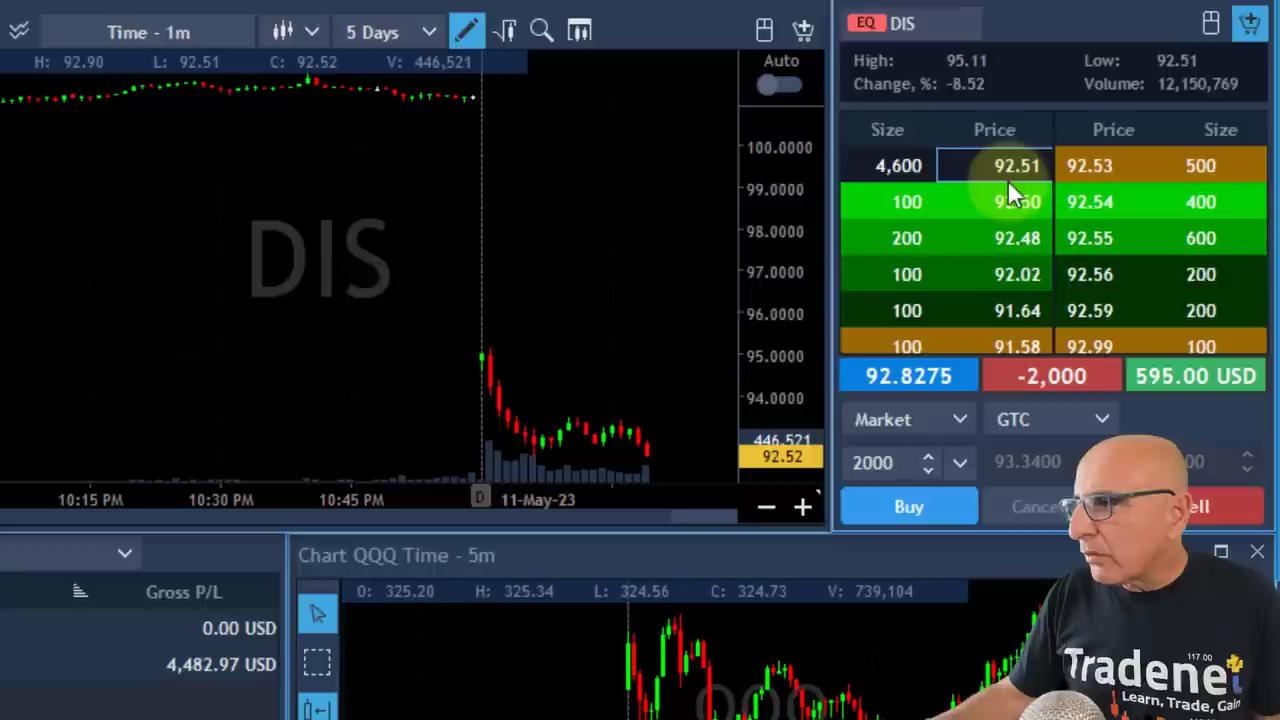 Time - 1m
5 Days
H: 92.90 L: 92.51 C: 92.52 V: 446,521
Auto
DIS
100.0000
99.0000
98.0000
97.0000
96.0000
95.0000
94.0000
446,521
92.52
10:15 PM 10:30 PM 10:45 PM D 11-May-23
EQ DIS
High: 95.11 Low: 92.51
Change, %: -8.52 Volume: 12,150,769
Size Price Price Size
4,600 92.51 92.53 500
100 92.54 400
200 92.48 92.55 600
100 92.02 92.56 200
100 91.64 92.59 200
100 91.58 92.99 100
92.8275 -2,000 595.00 USD
Market GTC
2000 93.3400
Buy
Gross P/L
0.00 USD
4,482.97 USD
Chart QQQ Time - 5m
O: 325.20 H: 325.34 L: 324.56 C: 324.73 V: 739,104
QQQ
117.00
Tradenet
Learn, Trade, Gain